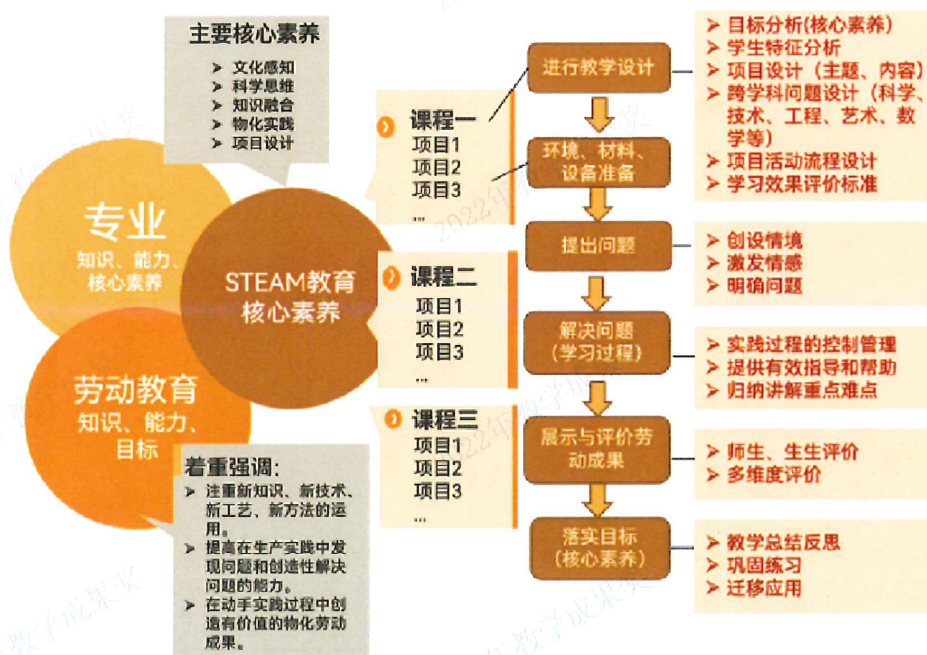 主要核心素养
➤ 文化感知
➤ 科学思维
➤ 知识融合
➤ 物化实践
➤ 项目设计
专业
知识、能力、
核心素养
STEAM教育
核心素养
劳动教育
知识、能力、
目标
着重强调：
➤ 注重新知识、新技术、
新工艺、新方法的运
用。
➤ 提高在生产实践中发
现问题和创造性解决
问题的能力。
➤ 在动手实践过程中创
造有价值的物化劳动
成果。
课程一
项目1
项目2
项目3
...
课程二
项目1
项目2
项目3
...
课程三
项目1
项目2
项目3
...
进行教学设计
环境、材料、
设备准备
提出问题
解决问题
（学习过程）
展示与评价劳
动成果
落实目标
（核心素养）
➤ 目标分析(核心素养）
➤ 学生特征分析
➤ 项目设计（主题、内容）
➤ 跨学科问题设计（科学、
技术、工程、艺术、数
学等）
➤ 项目活动流程设计
➤ 学习效果评价标准
➤ 创设情境
➤ 激发情感
➤ 明确问题
➤ 实践过程的控制管理
➤ 提供有效指导和帮助
➤ 归纳讲解重点难点
➤ 师生、生生评价
➤ 多维度评价
➤ 教学总结反思
➤ 巩固练习
➤ 迁移应用